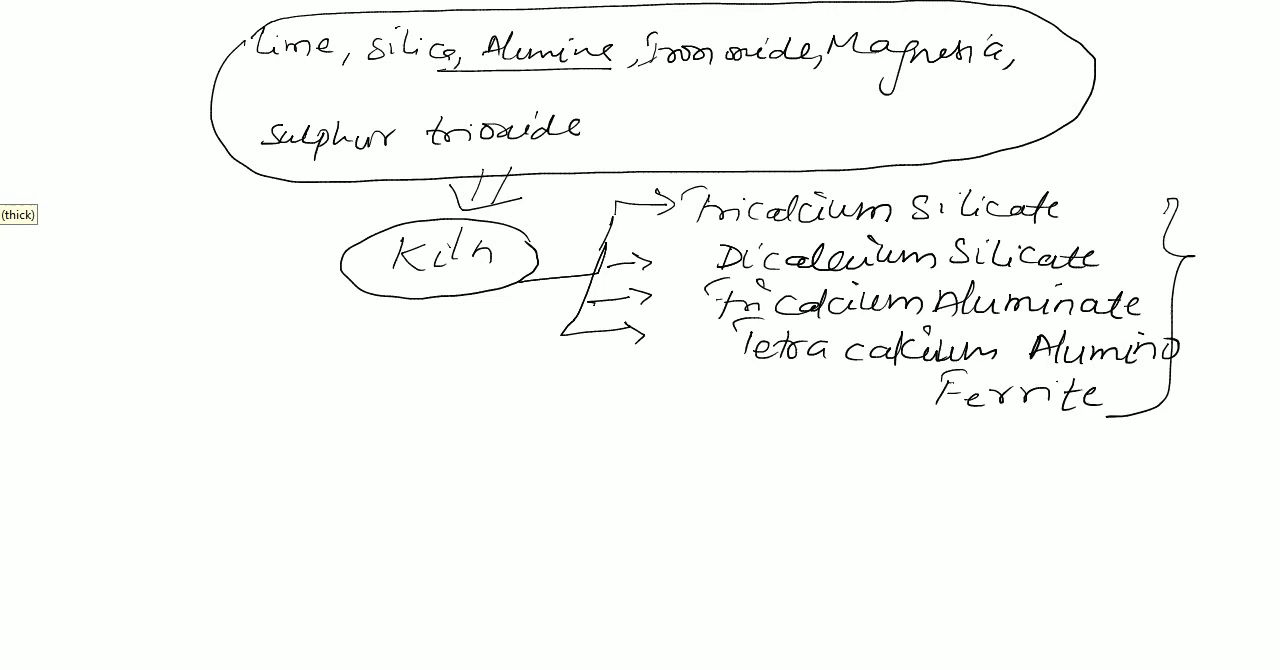 lime, silica, Alumine, Iron oxide, Magnesia,
sulphur trioxide
(thick)
Kiln
Tricalcium Silicate
Dicalcium Silicate
Tricalcium Aluminate
Tetra calcium Alumino
Ferrite